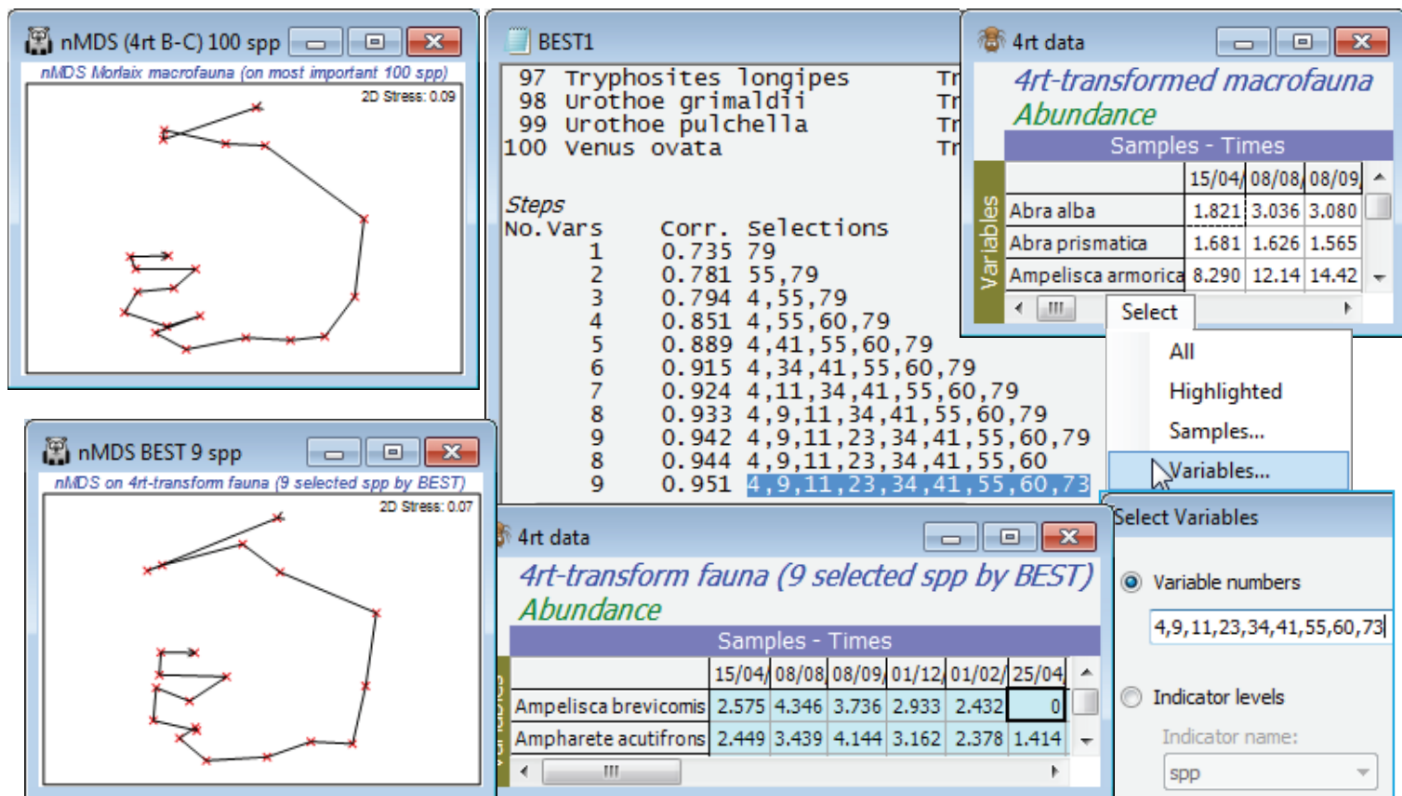 nMDS (4rt B-C) 100 spp
nMDS Morlaix macrofauna (on most important 100 spp)
2D Stress: 0.09
BEST1
97 Tryphosites longipes Tr
98 Urothoe grimaldii Tr
99 Urothoe pulchella Tr
100 Venus ovata Tr
Steps
No.Vars Corr. Selections
1 0.735 79
2 0.781 55,79
3 0.794 4,55,79
4 0.851 4,55,60,79
5 0.889 4,41,55,60,79
6 0.915 4,34,41,55,60,79
7 0.924 4,11,34,41,55,60,79
8 0.933 4,9,11,34,41,55,60,79
9 0.942 4,9,11,23,34,41,55,60,79
8 0.944 4,9,11,23,34,41,55,60
9 0.951 4,9,11,23,34,41,55,60,73
4rt data
4rt-transformed macrofauna
Abundance
Samples - Times
Variables
15/04/ 08/08/ 08/09/
Abra alba 1.821 3.036 3.080
Abra prismatica 1.681 1.626 1.565
Ampelisca armorica 8.290 12.14 14.42
Select
All
Highlighted
Samples...
Variables...
nMDS BEST 9 spp
nMDS on 4rt-transform fauna (9 selected spp by BEST)
2D Stress: 0.07
4rt data
4rt-transform fauna (9 selected spp by BEST)
Abundance
Samples - Times
15/04/ 08/08/ 08/09/ 01/12/ 01/02/ 25/04/
Ampelisca brevicornis 2.575 4.346 3.736 2.933 2.432 0
Ampharete acutifrons 2.449 3.439 4.144 3.162 2.378 1.414
Select Variables
Variable numbers
4,9,11,23,34,41,55,60,73
Indicator levels
Indicator name:
spp